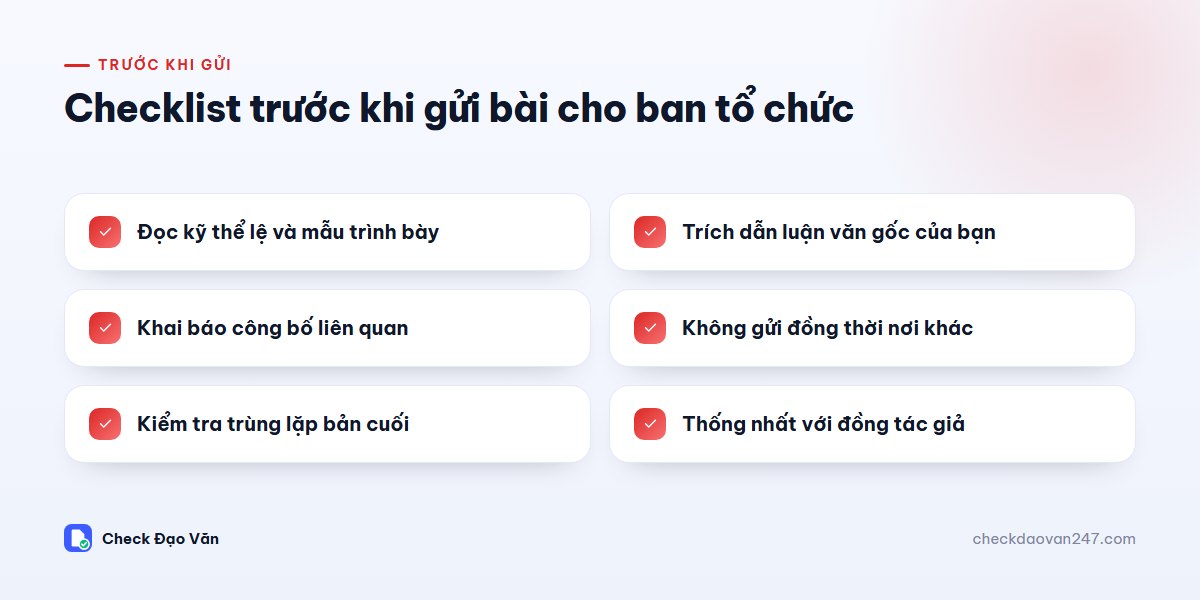 TRƯỚC KHI GỬI
Checklist trước khi gửi bài cho ban tổ chức
Đọc kỹ thể lệ và mẫu trình bày
Trích dẫn luận văn gốc của bạn
Khai báo công bố liên quan
Không gửi đồng thời nơi khác
Kiểm tra trùng lặp bản cuối
Thống nhất với đồng tác giả
Check Đạo Văn
checkdaovan247.com